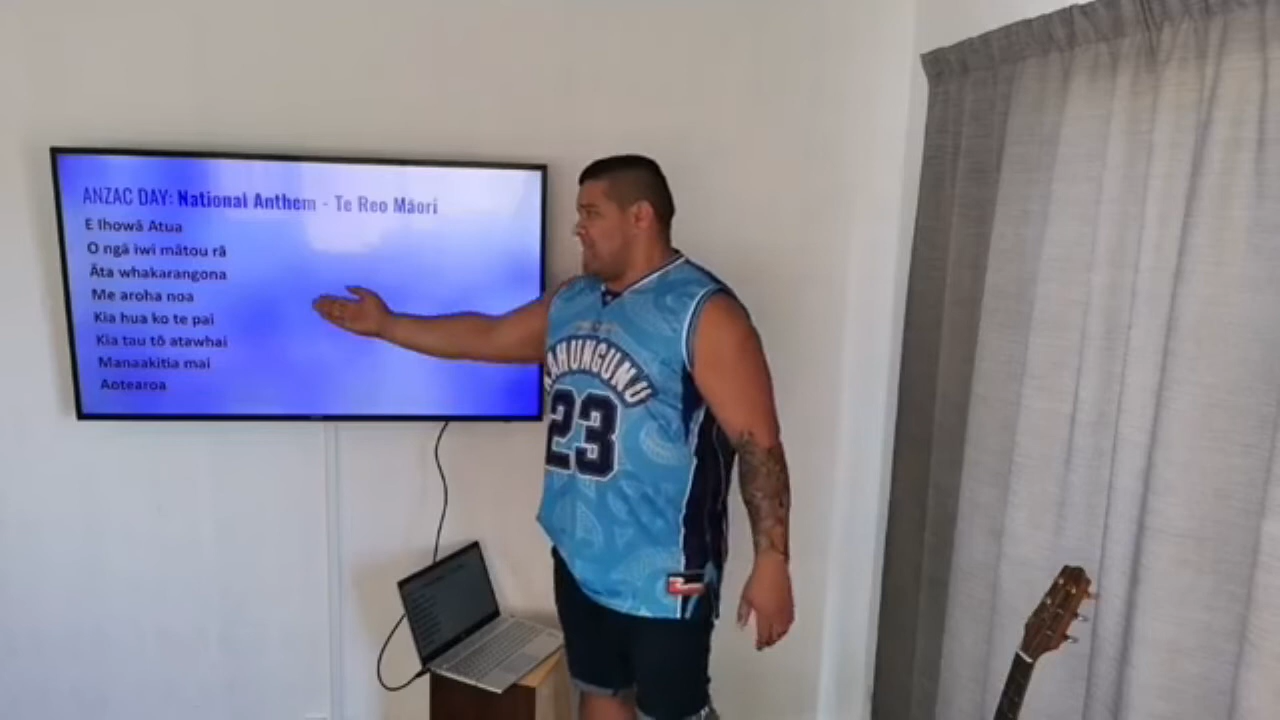 ANZAC DAY: National Anthem - Te Reo Māori
E Ihowā Atua
O ngā iwi mātou rā
Āta whakarangona
Me aroha noa
Kia hua ko te pai
Kia tau tō atawhai
Manaakitia mai
Aotearoa
KAHUNGUNU
23